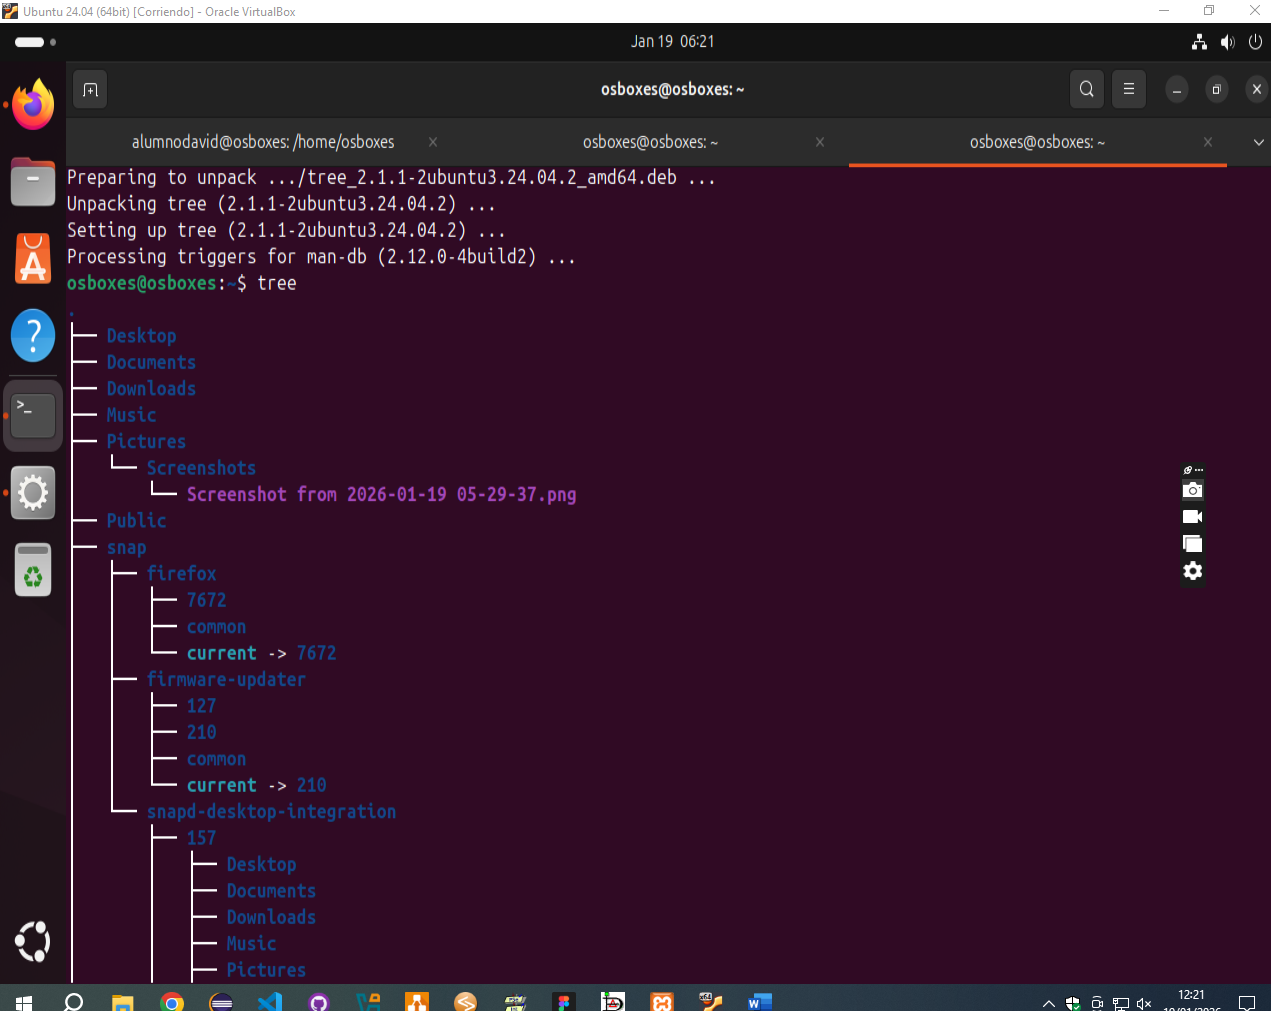 Ubuntu 24.04 (64bit) [Corriendo] - Oracle VirtualBox
Jan 19 06:21
osboxes@osboxes: ~
alumnodavid@osboxes: /home/osboxes
osboxes@osboxes: ~
osboxes@osboxes: ~
Preparing to unpack .../tree_2.1.1-2ubuntu3.24.04.2_amd64.deb ...
Unpacking tree (2.1.1-2ubuntu3.24.04.2) ...
Setting up tree (2.1.1-2ubuntu3.24.04.2) ...
Processing triggers for man-db (2.12.0-4build2) ...
osboxes@osboxes:~$ tree
.
├── Desktop
├── Documents
├── Downloads
├── Music
├── Pictures
│   └── Screenshots
│       └── Screenshot from 2026-01-19 05-29-37.png
├── Public
├── snap
│   ├── firefox
│   │   ├── 7672
│   │   ├── common
│   │   └── current -> 7672
│   ├── firmware-updater
│   │   ├── 127
│   │   ├── 210
│   │   ├── common
│   │   └── current -> 210
│   └── snapd-desktop-integration
│       ├── 157
│       │   ├── Desktop
│       │   ├── Documents
│       │   ├── Downloads
│       │   ├── Music
│       │   ├── Pictures
12:21